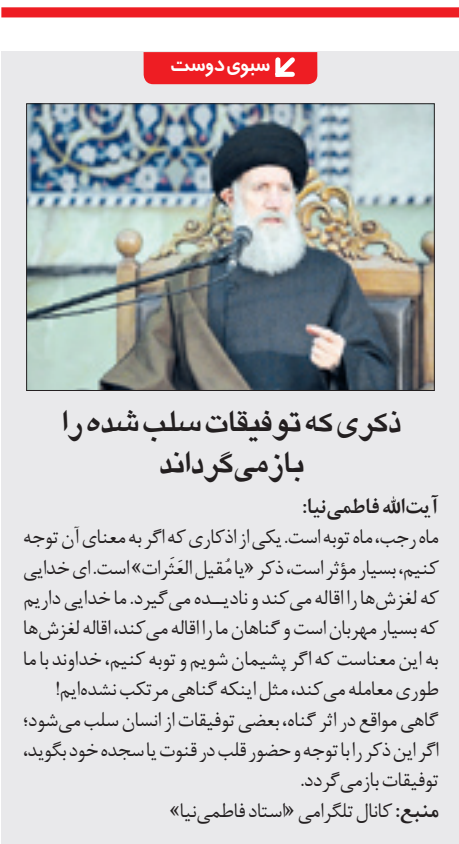 سبوی دوست
ذکری که توفیقات سلب شده را
بازمی‌گرداند
آیت‌الله فاطمی‌نیا:
ماه رجب، ماه توبه است. یکی از اذکاری که اگر به معنای آن توجه
کنیم، بسیار مؤثر است، ذکر «یا مُقیل العَثَرات» است. ای خدایی
که لغزش‌ها را اقاله می‌کند و نادیــده می‌گیرد. ما خدایی داریم
که بسیار مهربان است و گناهان ما را اقاله می‌کند، اقاله لغزش‌ها
به این معناست که اگر پشیمان شویم و توبه کنیم، خداوند با ما
طوری معامله می‌کند، مثل اینکه گناهی مرتکب نشده‌ایم!
گاهی مواقع در اثر گناه، بعضی توفیقات از انسان سلب می‌شود؛
اگر این ذکر را با توجه و حضور قلب در قنوت یا سجده خود بگوید،
توفیقات بازمی‌گردد.
منبع: کانال تلگرامی «استاد فاطمی‌نیا»